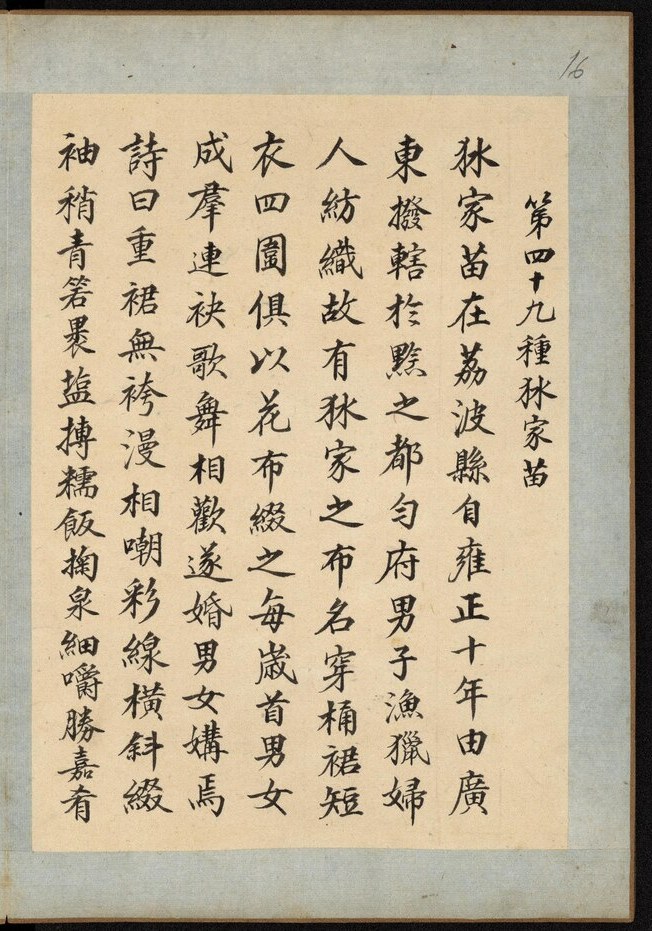 16
第四十九種狇家苗
狇家苗在荔波縣自雍正十年由廣
東撥轄於黔之都勻府男子漁獵婦
人紡織故有狇家之布名穿桶裙短
衣四圍俱以花布綴之每歲首男女
成羣連袂歌舞相歡遂婚男女媾焉
詩曰重裙無袴漫相嘲彩線橫斜綴
袖稍青箬裹塩摶糯飯掬泉細嚼勝嘉肴